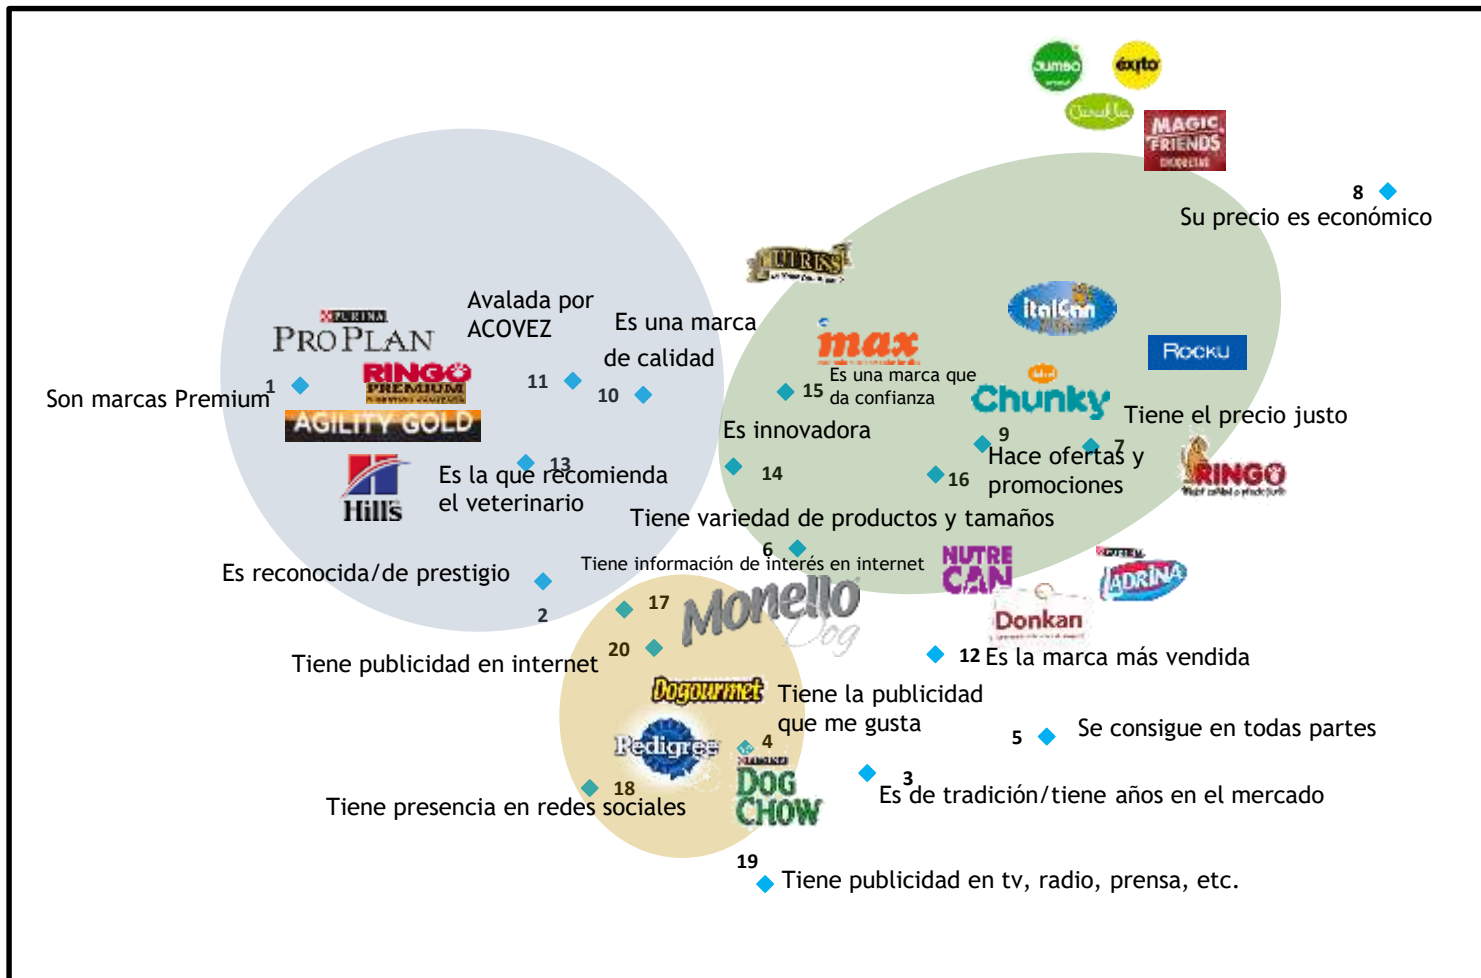 JUMBO
éxito
Carulla
MAGIC
FRIENDS
8
Su precio es económico
NUTRISS
Avalada por
ACOVEZ
Es una marca
de calidad
PURINA
PRO PLAN
italcan
max
ROCKU
1
Son marcas Premium
RINGO
PREMIUM
11
10
15
Es una marca que
da confianza
Chunky
AGILITY GOLD
Es innovadora
9
Tiene el precio justo
7
13
Es la que recomienda
el veterinario
Hill's
14
16
Hace ofertas y
promociones
RINGO
Tiene variedad de productos y tamaños
6
Tiene información de interés en internet
NUTRE
CAN
LADRINA
Es reconocida/de prestigio
2
17
Monello
Dog
Donkan
Tiene publicidad en internet
20
12
Es la marca más vendida
Dogourmet
Tiene la publicidad
que me gusta
Pedigree
4
5
Se consigue en todas partes
DOG
CHOW
3
Es de tradición/tiene años en el mercado
18
Tiene presencia en redes sociales
19
Tiene publicidad en tv, radio, prensa, etc.